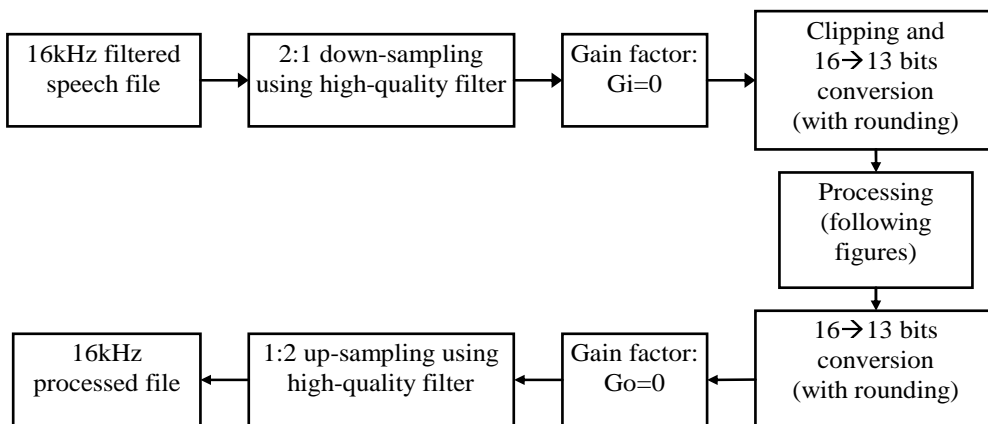 16kHz filtered
speech file
2:1 down-sampling
using high-quality filter
Gain factor:
Gi=0
Clipping and
16→13 bits
conversion
(with rounding)
Processing
(following
figures)
16→13 bits
conversion
(with rounding)
Gain factor:
Go=0
1:2 up-sampling using
high-quality filter
16kHz
processed file